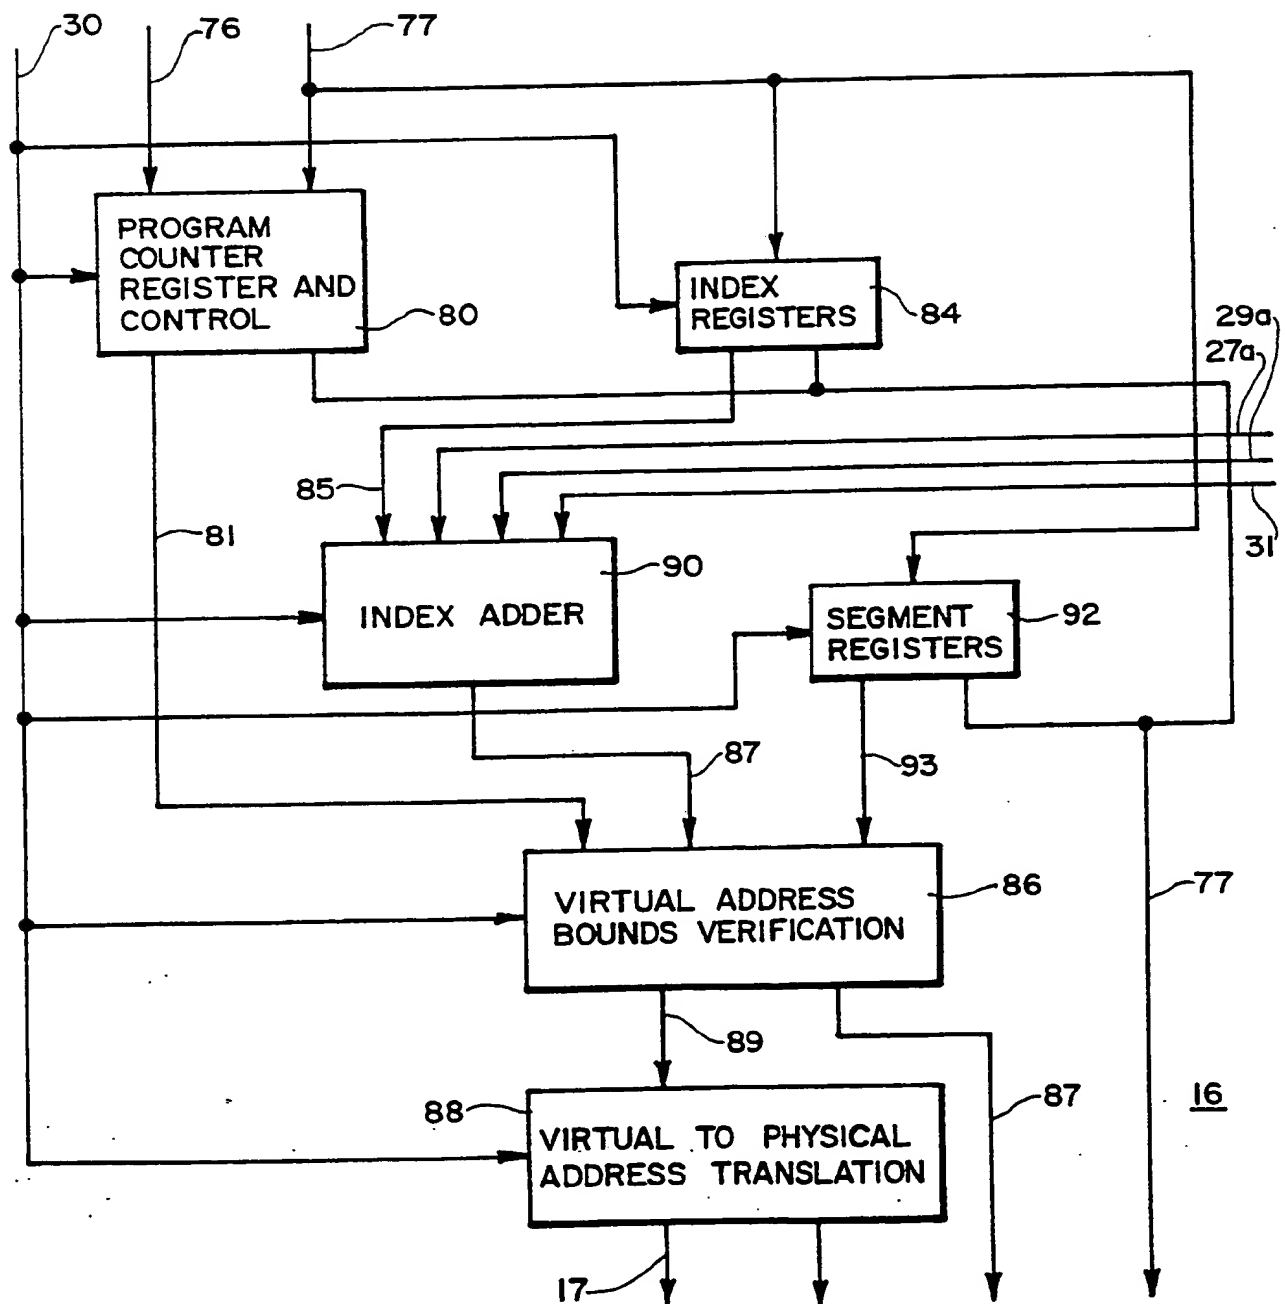 30
76
77
PROGRAM
COUNTER
REGISTER AND
CONTROL
80
INDEX
REGISTERS
84
29a
27a
85
81
31
90
INDEX ADDER
SEGMENT
REGISTERS
92
87
93
VIRTUAL ADDRESS
BOUNDS VERIFICATION
86
77
89
88
VIRTUAL TO PHYSICAL
ADDRESS TRANSLATION
87
16
17